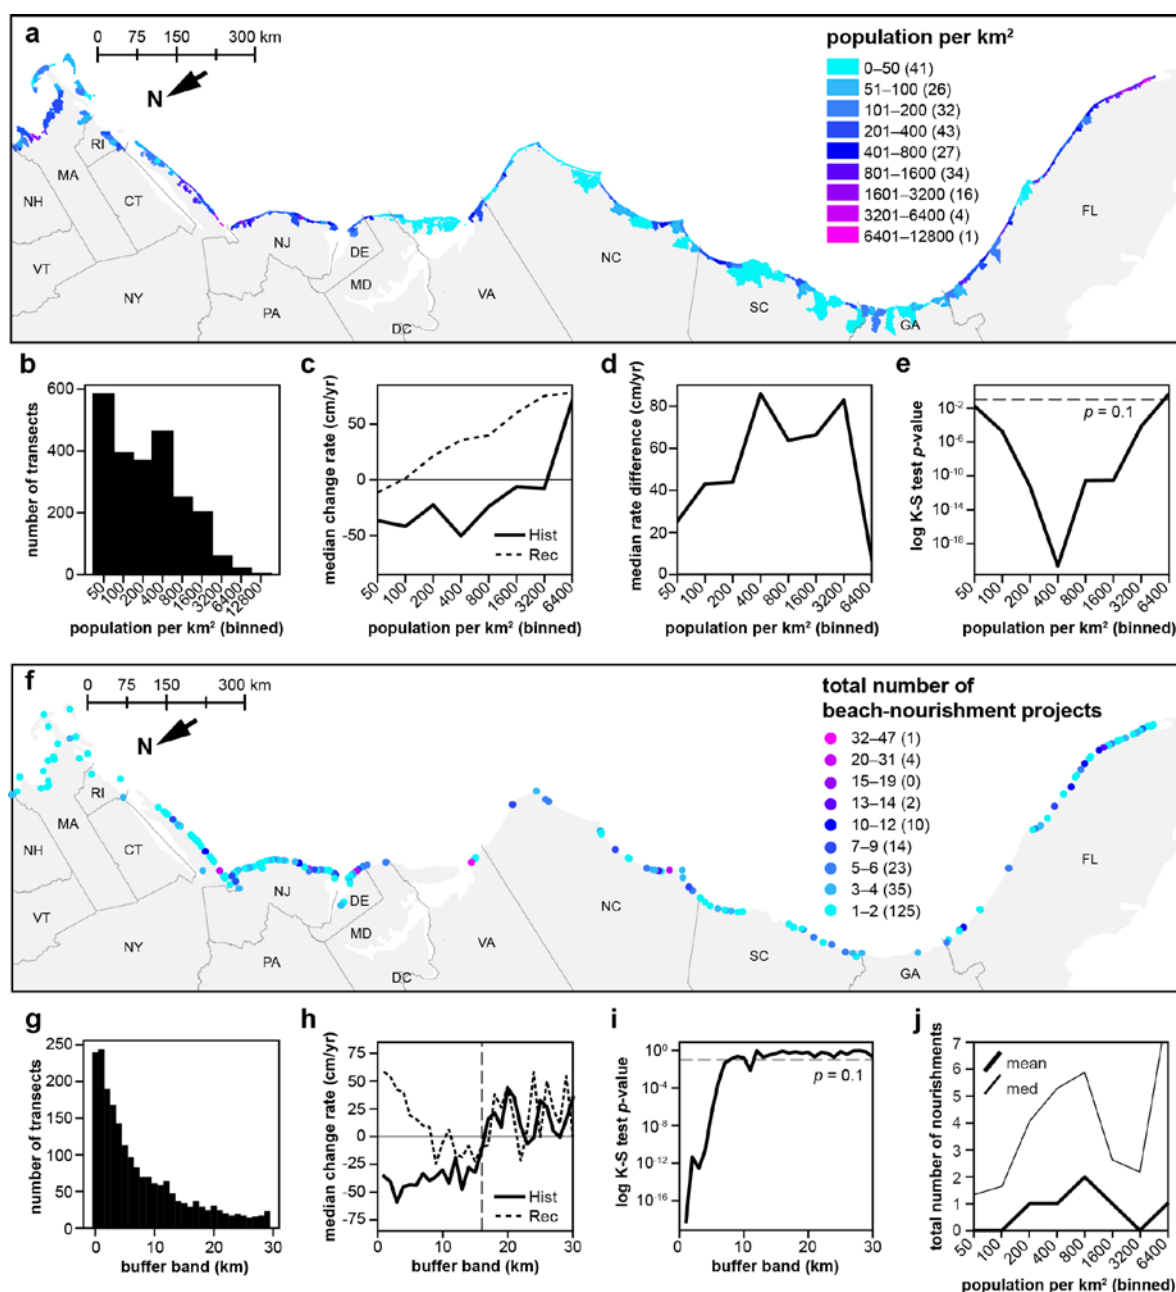 a
0 75 150 300 km
N
population per km²
0–50 (41)
51–100 (26)
101–200 (32)
201–400 (43)
401–800 (27)
801–1600 (34)
1601–3200 (16)
3201–6400 (4)
6401–12800 (1)
RI
MA
NH
CT
VT
NY
NJ
PA
DE
MD
DC
VA
NC
SC
GA
FL
b
number of transects
600
400
200
0
50 100 200 400 800 1600 3200 6400 12800
population per km² (binned)
c
median change rate (cm/yr)
50
0
-50
Hist
Rec
50 100 200 400 800 1600 3200 6400
population per km² (binned)
d
median rate difference (cm/yr)
80
60
40
20
0
50 100 200 400 800 1600 3200 6400
population per km² (binned)
e
log K-S test p-value
10⁻²
10⁻⁶
10⁻¹⁰
10⁻¹⁴
10⁻¹⁸
p = 0.1
50 100 200 400 800 1600 3200 6400
population per km² (binned)
f
0 75 150 300 km
N
total number of
beach-nourishment projects
32–47 (1)
20–31 (4)
15–19 (0)
13–14 (2)
10–12 (10)
7–9 (14)
5–6 (23)
3–4 (35)
1–2 (125)
RI
MA
NH
CT
VT
NY
NJ
PA
DE
MD
DC
VA
NC
SC
GA
FL
g
number of transects
250
200
150
100
50
0
0 10 20 30
buffer band (km)
h
median change rate (cm/yr)
75
50
25
0
-25
-50
-75
Hist
Rec
0 10 20 30
buffer band (km)
i
log K-S test p-value
10⁰
10⁻⁴
10⁻⁸
10⁻¹²
10⁻¹⁶
p = 0.1
0 10 20 30
buffer band (km)
j
total number of nourishments
7
6
5
4
3
2
1
0
mean
med
50 100 200 400 800 1600 3200 6400
population per km² (binned)